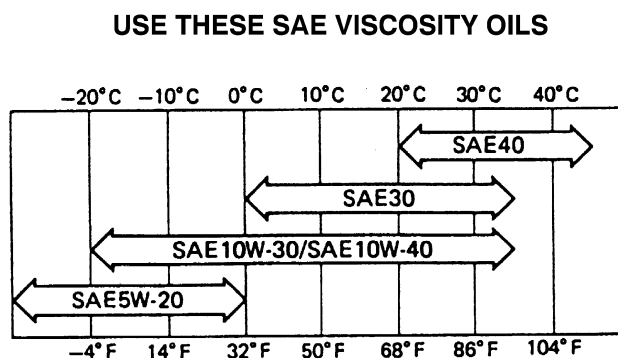 USE THESE SAE VISCOSITY OILS
−20°C −10°C 0°C 10°C 20°C 30°C 40°C
SAE40
SAE30
SAE10W-30/SAE10W-40
SAE5W-20
−4°F 14°F 32°F 50°F 68°F 86°F 104°F